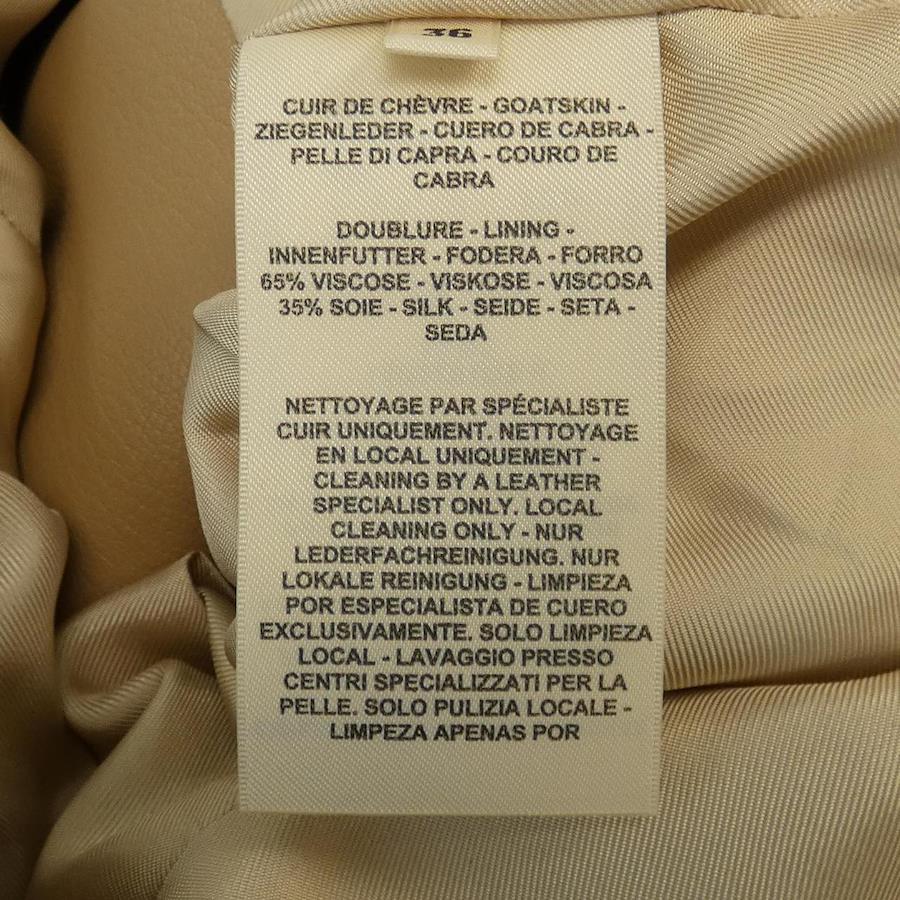 36
CUIR DE CHÈVRE - GOATSKIN -
ZIEGENLEDER - CUERO DE CABRA -
PELLE DI CAPRA - COURO DE
CABRA
DOUBLURE - LINING -
INNENFUTTER - FODERA - FORRO
65% VISCOSE - VISKOSE - VISCOSA
35% SOIE - SILK - SEIDE - SETA -
SEDA
NETTOYAGE PAR SPÉCIALISTE
CUIR UNIQUEMENT. NETTOYAGE
EN LOCAL UNIQUEMENT -
CLEANING BY A LEATHER
SPECIALIST ONLY. LOCAL
CLEANING ONLY - NUR
LEDERFACHREINIGUNG. NUR
LOKALE REINIGUNG - LIMPIEZA
POR ESPECIALISTA DE CUERO
EXCLUSIVAMENTE. SOLO LIMPIEZA
LOCAL - LAVAGGIO PRESSO
CENTRI SPECIALIZZATI PER LA
PELLE. SOLO PULIZIA LOCALE -
LIMPEZA APENAS POR